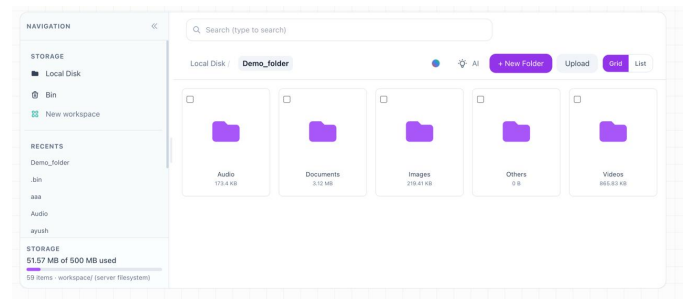 NAVIGATION
Search (type to search)
STORAGE
Local Disk
Bin
New workspace
RECENTS
Demo_folder
.bin
aaa
Audio
ayush
STORAGE
51.57 MB of 500 MB used
59 items · workspace/ (server filesystem)
Local Disk / Demo_folder
AI
+ New Folder
Upload
Grid
List
Audio
173.4 KB
Documents
3.12 MB
Images
219.41 KB
Others
0 B
Videos
865.83 KB